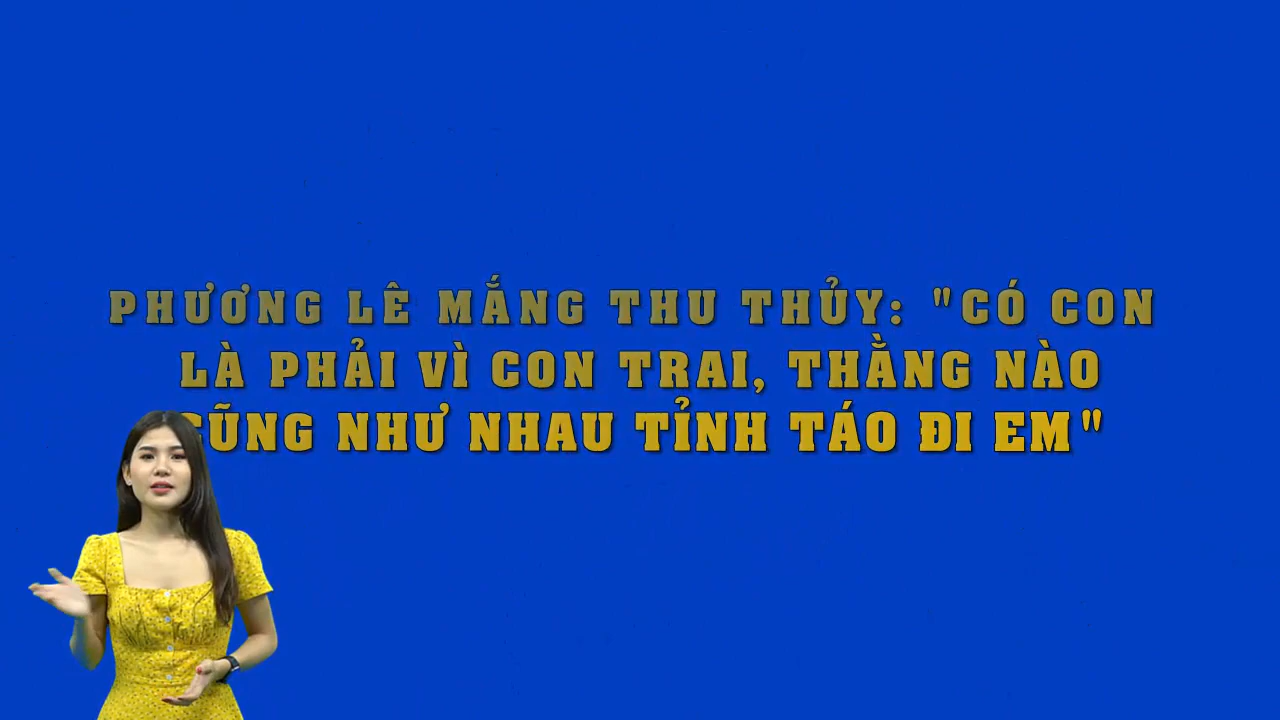 PHƯƠNG LÊ MẮNG THU THỦY: "CÓ CON
LÀ PHẢI VÌ CON TRAI, THẰNG NÀO
CŨNG NHƯ NHAU TỈNH TÁO ĐI EM"